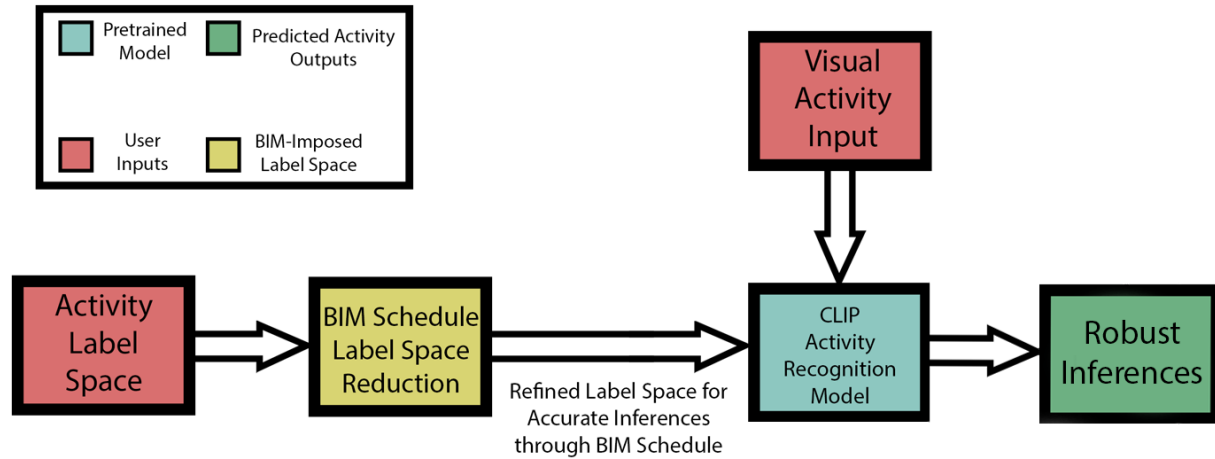 Pretrained
Model
Predicted Activity
Outputs
User
Inputs
BIM-Imposed
Label Space
Visual
Activity
Input
Activity
Label
Space
BIM Schedule
Label Space
Reduction
Refined Label Space for
Accurate Inferences
through BIM Schedule
CLIP
Activity
Recognition
Model
Robust
Inferences